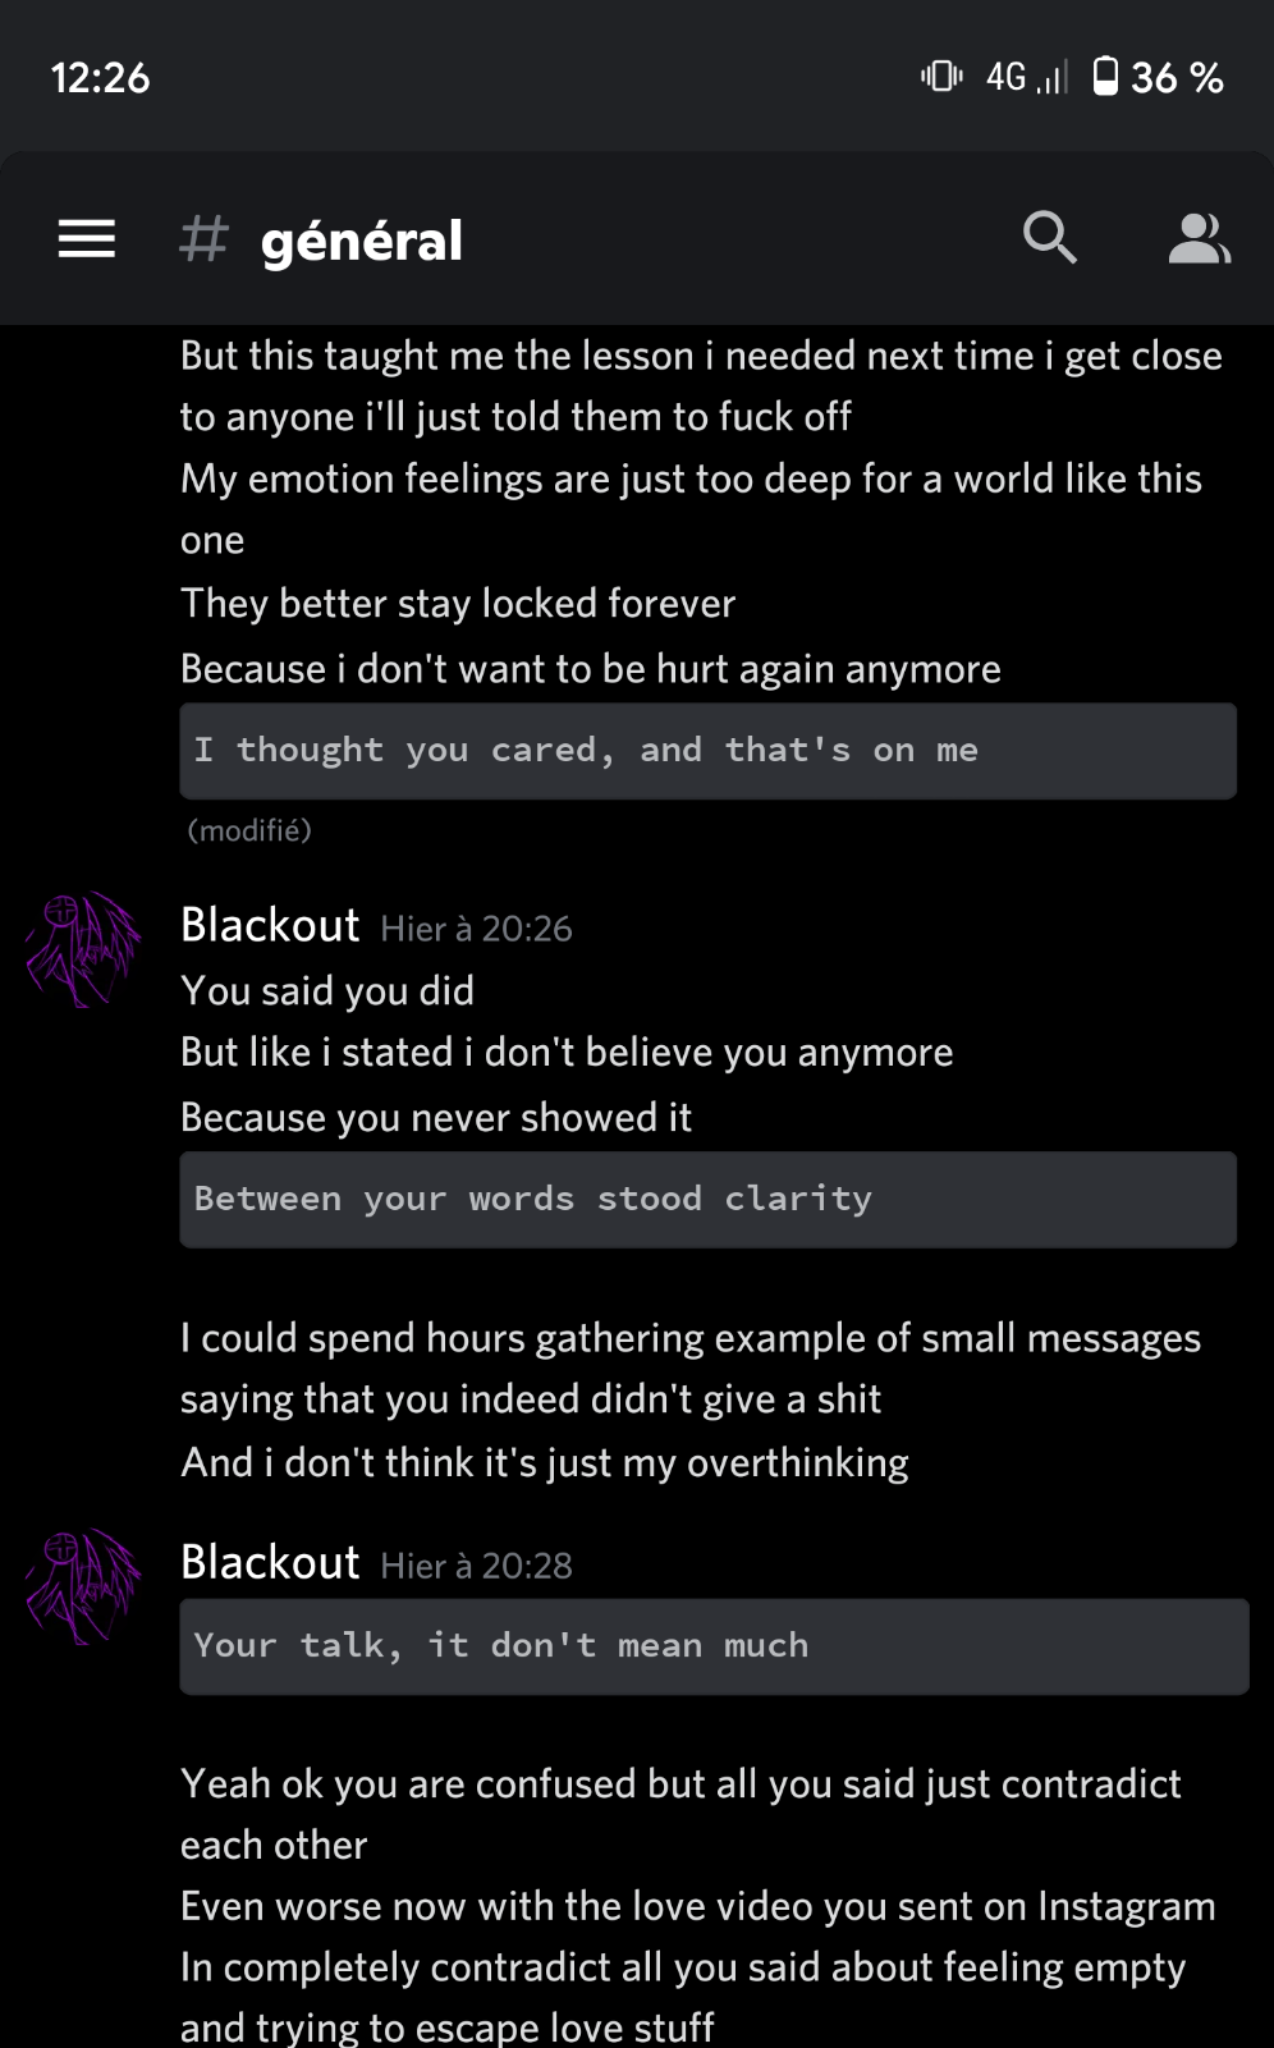 12:26 4G 36 %
# général
But this taught me the lesson i needed next time i get close
to anyone i'll just told them to fuck off
My emotion feelings are just too deep for a world like this
one
They better stay locked forever
Because i don't want to be hurt again anymore
I thought you cared, and that's on me
(modifié)
Blackout Hier à 20:26
You said you did
But like i stated i don't believe you anymore
Because you never showed it
Between your words stood clarity
I could spend hours gathering example of small messages
saying that you indeed didn't give a shit
And i don't think it's just my overthinking
Blackout Hier à 20:28
Your talk, it don't mean much
Yeah ok you are confused but all you said just contradict
each other
Even worse now with the love video you sent on Instagram
In completely contradict all you said about feeling empty
and trying to escape love stuff